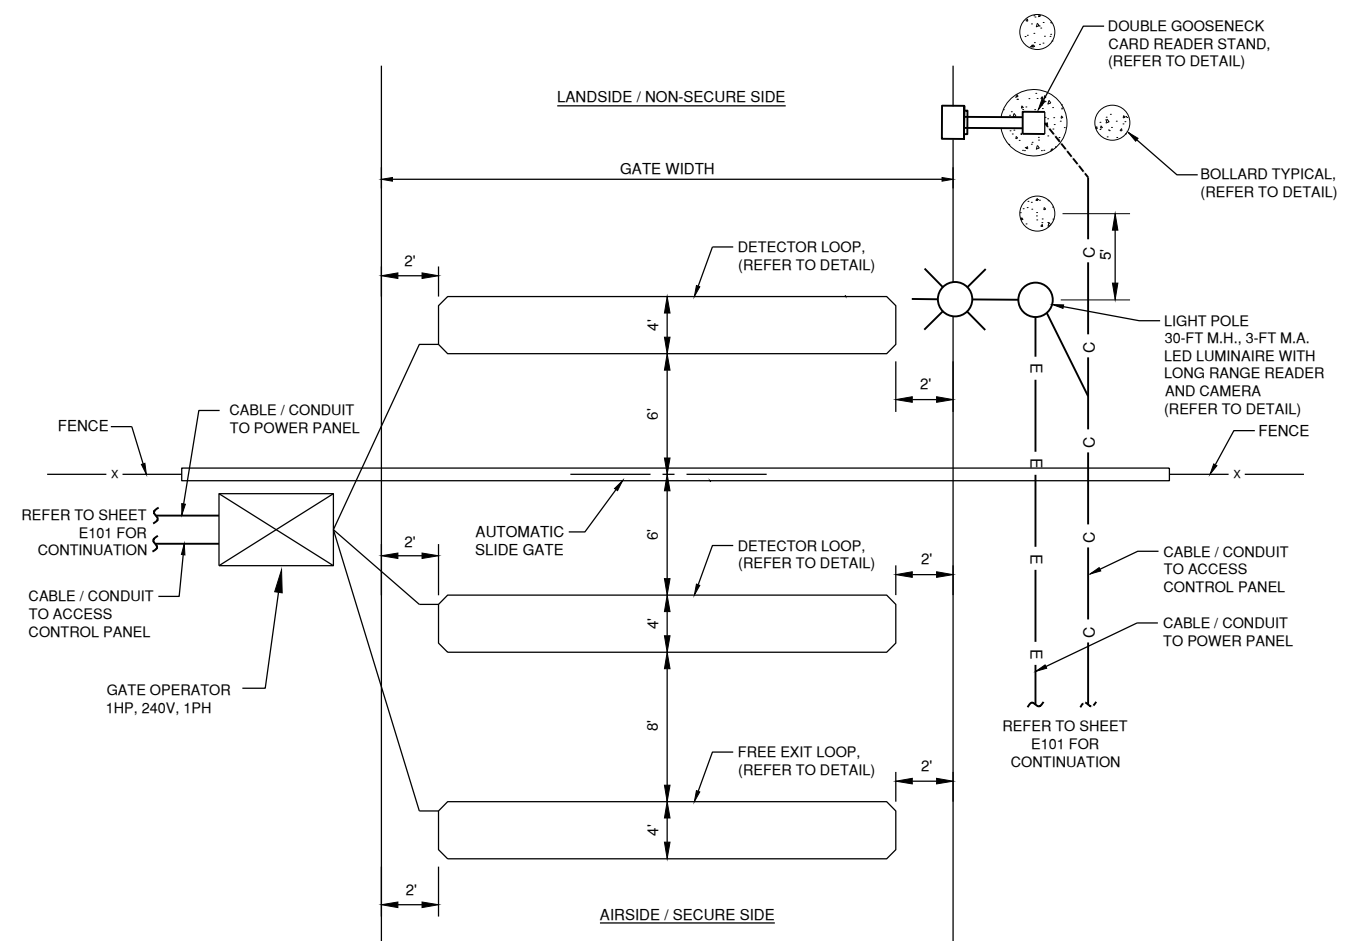 DOUBLE GOOSENECK
CARD READER STAND,
(REFER TO DETAIL)
LANDSIDE / NON-SECURE SIDE
BOLLARD TYPICAL,
(REFER TO DETAIL)
GATE WIDTH
DETECTOR LOOP,
(REFER TO DETAIL)
2'
C
5'
4'
LIGHT POLE
30-FT M.H., 3-FT M.A.
LED LUMINAIRE WITH
LONG RANGE READER
AND CAMERA
(REFER TO DETAIL)
E
C
2'
6'
CABLE / CONDUIT
TO POWER PANEL
FENCE
FENCE
C
E
X
X
REFER TO SHEET
E101 FOR
CONTINUATION
AUTOMATIC
SLIDE GATE
6'
2'
DETECTOR LOOP,
(REFER TO DETAIL)
2'
C
E
CABLE / CONDUIT
TO ACCESS
CONTROL PANEL
CABLE / CONDUIT
TO ACCESS
CONTROL PANEL
4'
C
E
CABLE / CONDUIT
TO POWER PANEL
GATE OPERATOR
1HP, 240V, 1PH
8'
REFER TO SHEET
E101 FOR
CONTINUATION
FREE EXIT LOOP,
(REFER TO DETAIL)
2'
4'
2'
AIRSIDE / SECURE SIDE